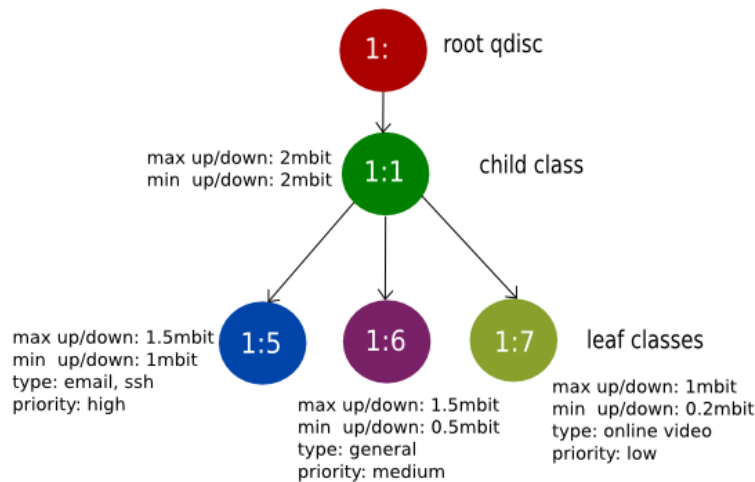 1:
root qdisc
max up/down: 2mbit
min  up/down: 2mbit
1:1
child class
max up/down: 1.5mbit
min  up/down: 1mbit
type: email, ssh
priority: high
1:5
1:6
max up/down: 1.5mbit
min  up/down: 0.5mbit
type: general
priority: medium
1:7
leaf classes
max up/down: 1mbit
min  up/down: 0.2mbit
type: online video
priority: low